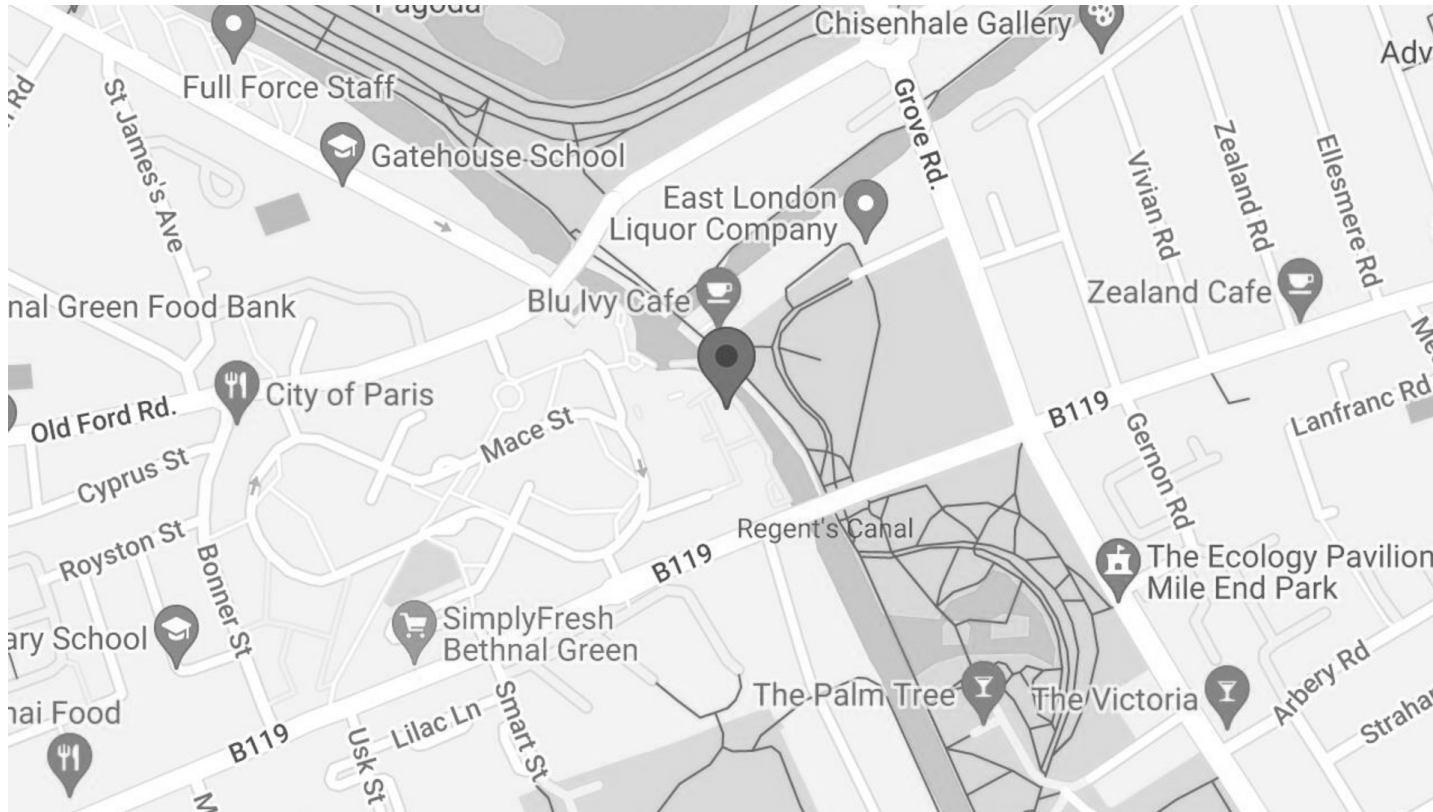 Pagoda
Chisenhale Gallery
Adv
Full Force Staff
n Rd
St James's Ave
Gatehouse School
Grove Rd.
Zealand Rd
Ellesmere Rd
Vivian Rd
East London
Liquor Company
Blu Ivy Cafe
Zealand Cafe
nal Green Food Bank
City of Paris
Old Ford Rd.
Mace St
B119
Lanfranc Rd
Gernon Rd
Cyprus St
Royston St
Regent's Canal
B119
The Ecology Pavilion
Mile End Park
Bonner St
SimplyFresh
Bethnal Green
ary School
The Palm Tree
The Victoria
Arbery Rd
hai Food
Lilac Ln
Smart St
B119
Usk St
Straha
M
Me